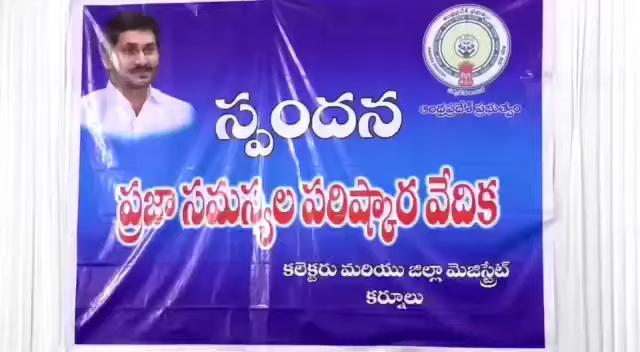 ఆంధ్రప్రదేశ్ ప్రభుత్వం
స్పందన
ప్రజా సమస్యల పరిష్కార వేదిక
కలెక్టరు మరియు జిల్లా మెజిస్ట్రేట్
కర్నూలు